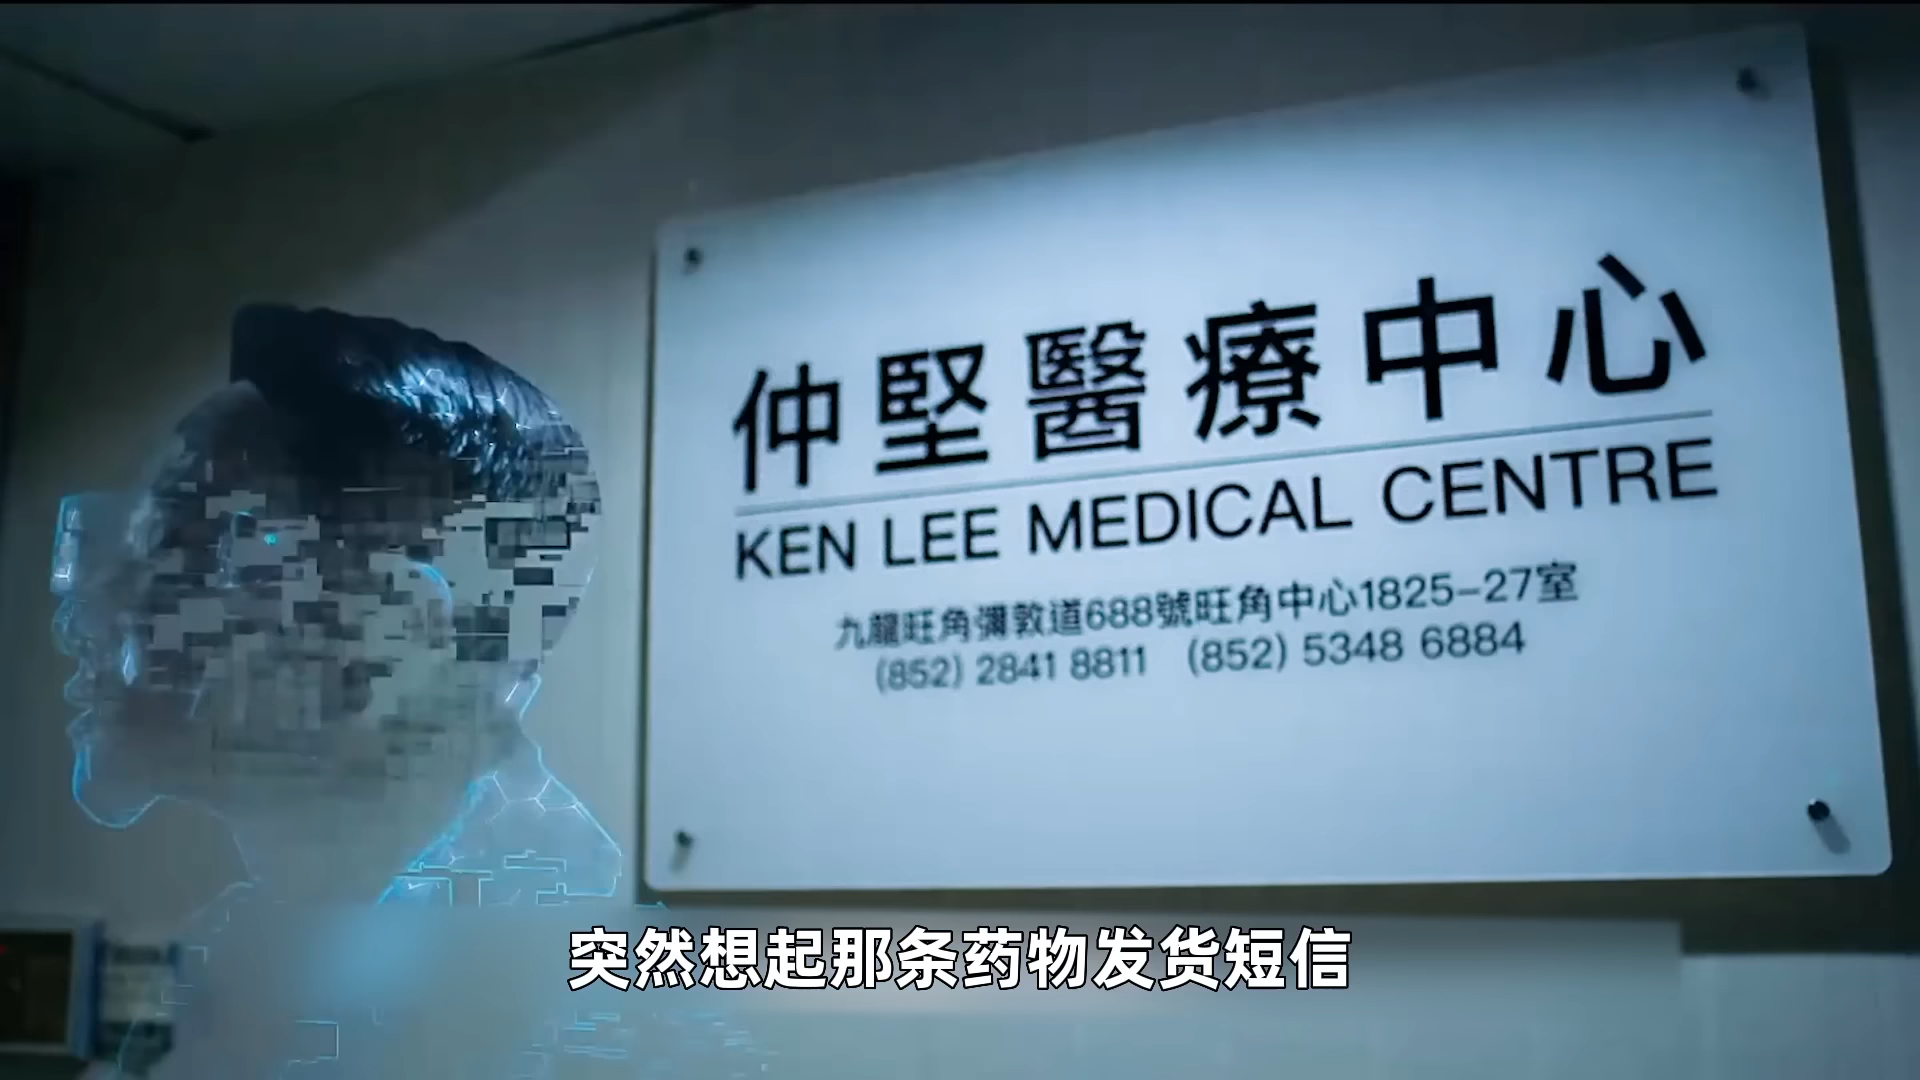 仲堅醫療中心
KEN LEE MEDICAL CENTRE
九龍旺角彌敦道688號旺角中心1825-27室
(852) 2841 8811 (852) 5348 6884
突然想起那条药物发货短信